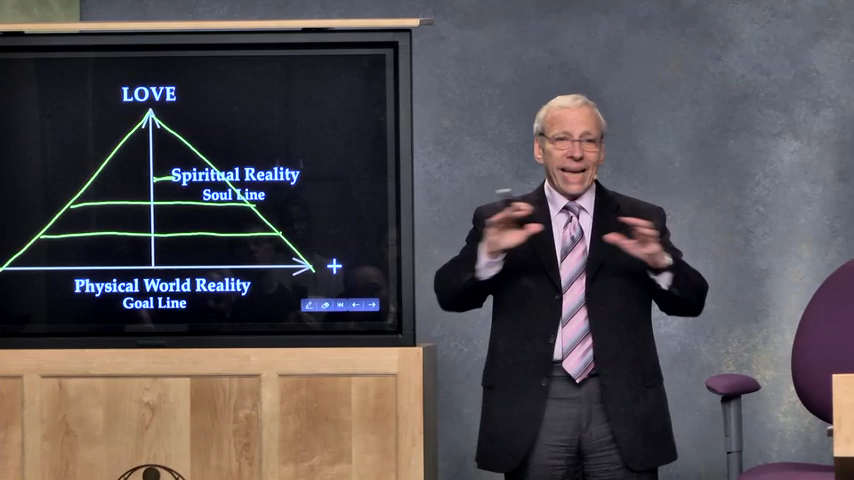 LOVE
Spiritual Reality
Soul Line
+
Physical World Reality
Goal Line